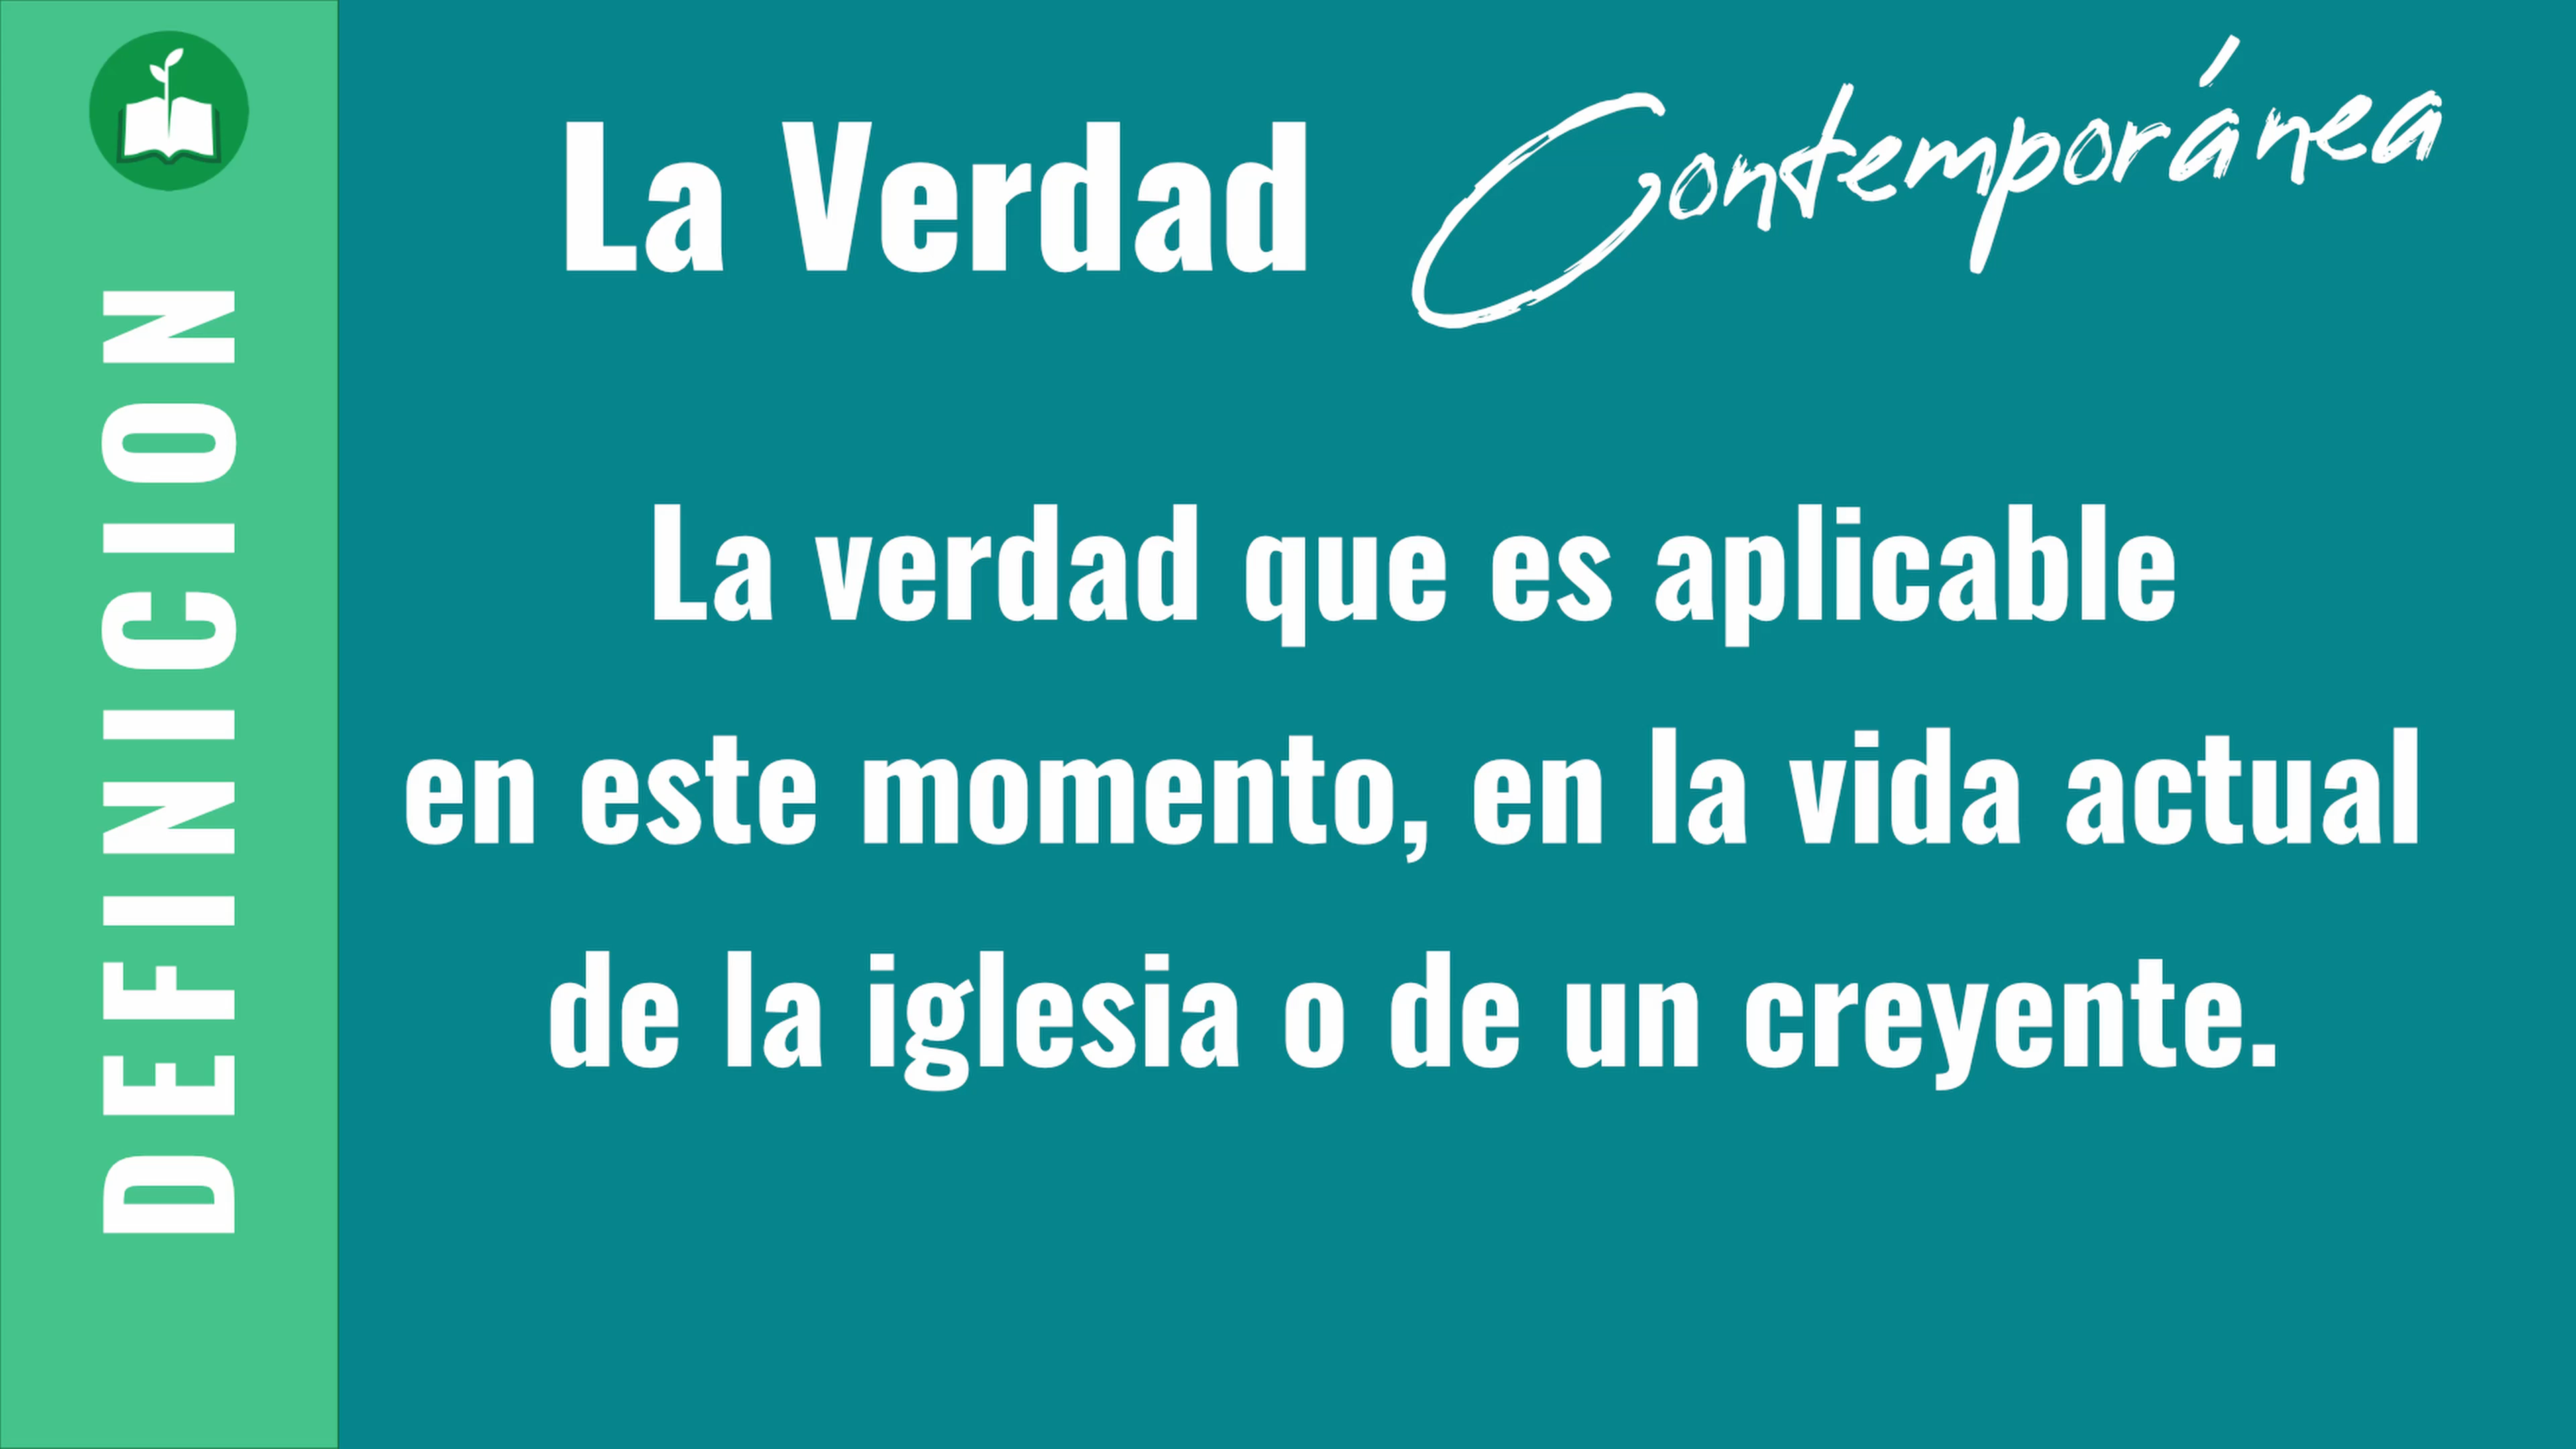 DEFINICION
La Verdad Contemporánea
La verdad que es aplicable
en este momento, en la vida actual
de la iglesia o de un creyente.